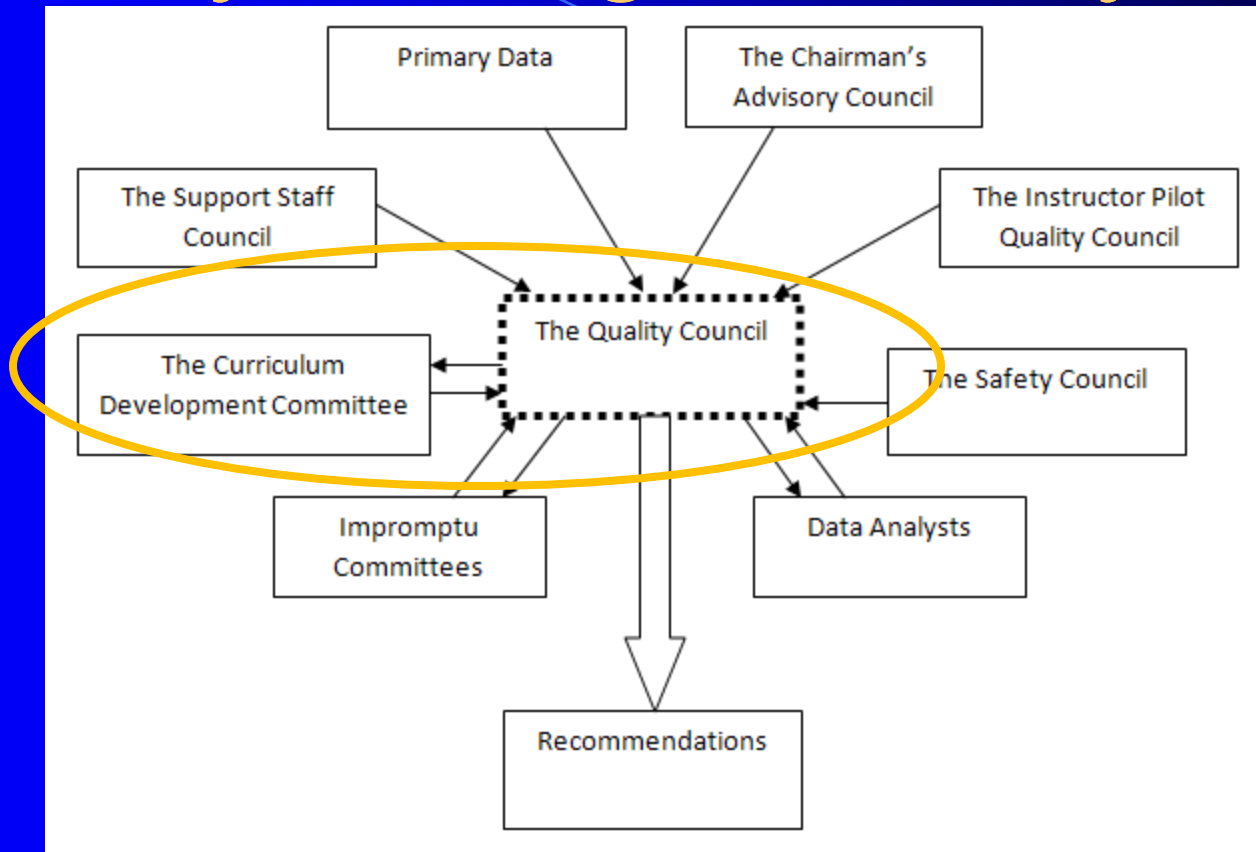 Primary Data
The Chairman's
Advisory Council
The Support Staff
Council
The Instructor Pilot
Quality Council
The Quality Council
The Curriculum
Development Committee
The Safety Council
Impromptu
Committees
Data Analysts
Recommendations